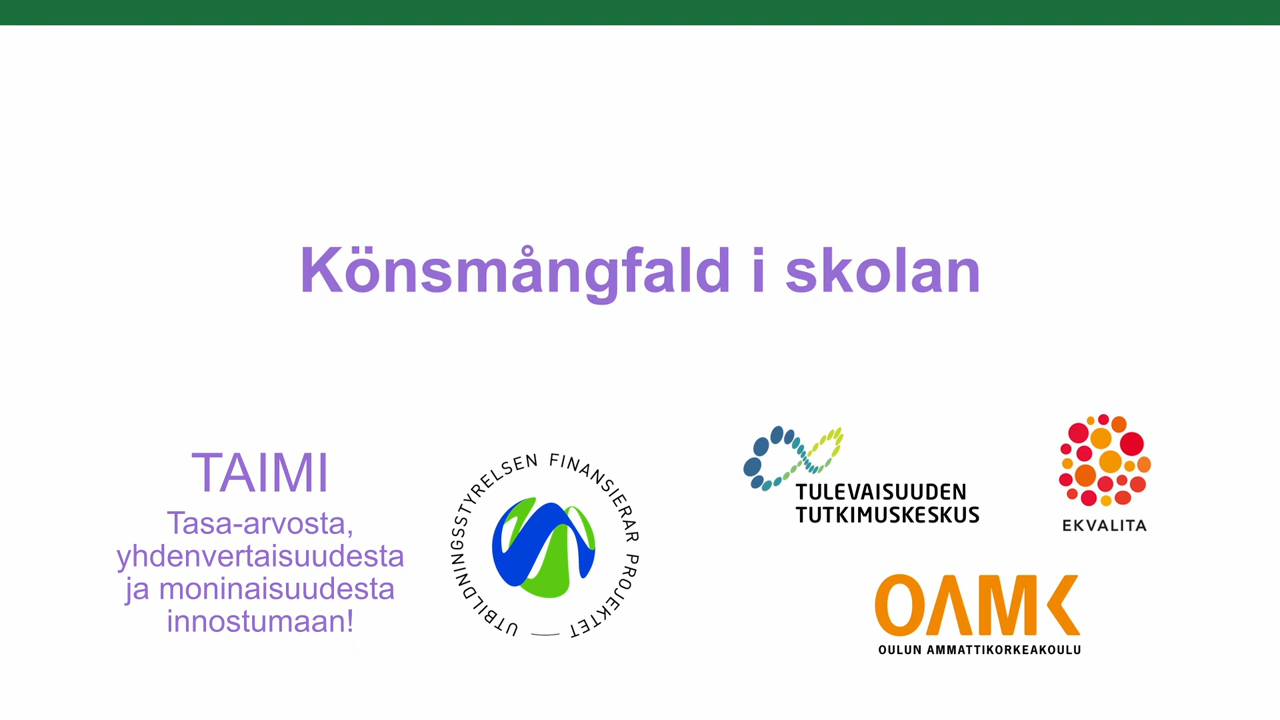 Könsmångfald i skolan
TAIMI
Tasa-arvosta,
yhdenvertaisuudesta
ja moninaisuudesta
innostumaan!
UTBILDNINGSSTYRELSEN FINANSIERAR PROJEKTET
TULEVAISUUDEN
TUTKIMUSKESKUS
EKVALITA
OAMK
OULUN AMMATTIKORKEAKOULU